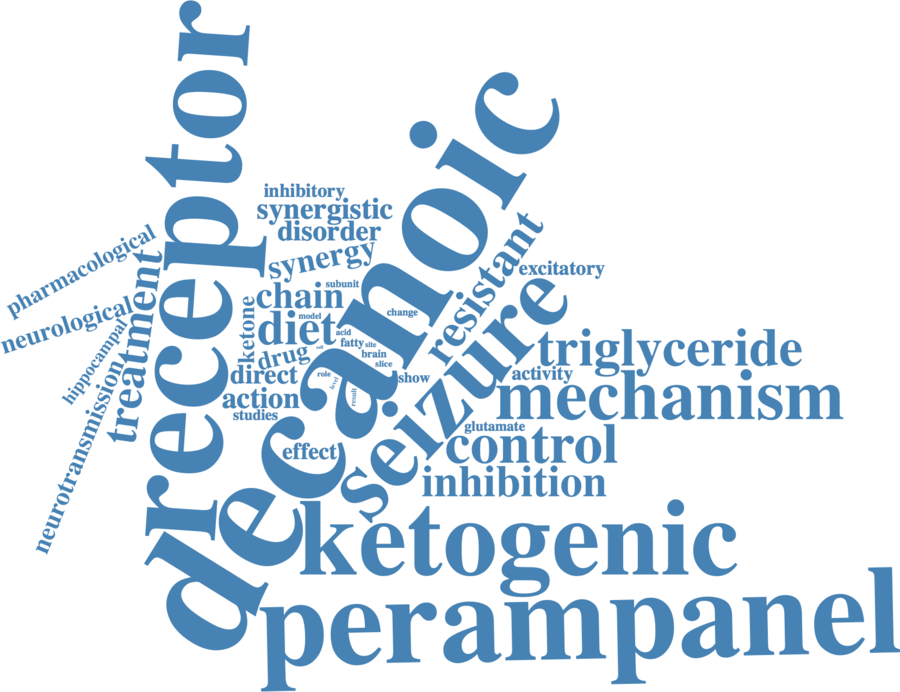 receptor
decanoic
inhibitory
synergistic
disorder
synergy
pharmacological
neurological
treatment
hippocampal
neurotransmission
resistant
excitatory
seizure
subunit
chain
ketone
model
diet
acid
change
fatty
site
brain
slice
drug
cell
direct
role
level
result
show
action
studies
effect
triglyceride
activity
mechanism
glutamate
control
inhibition
ketogenic
perampanel